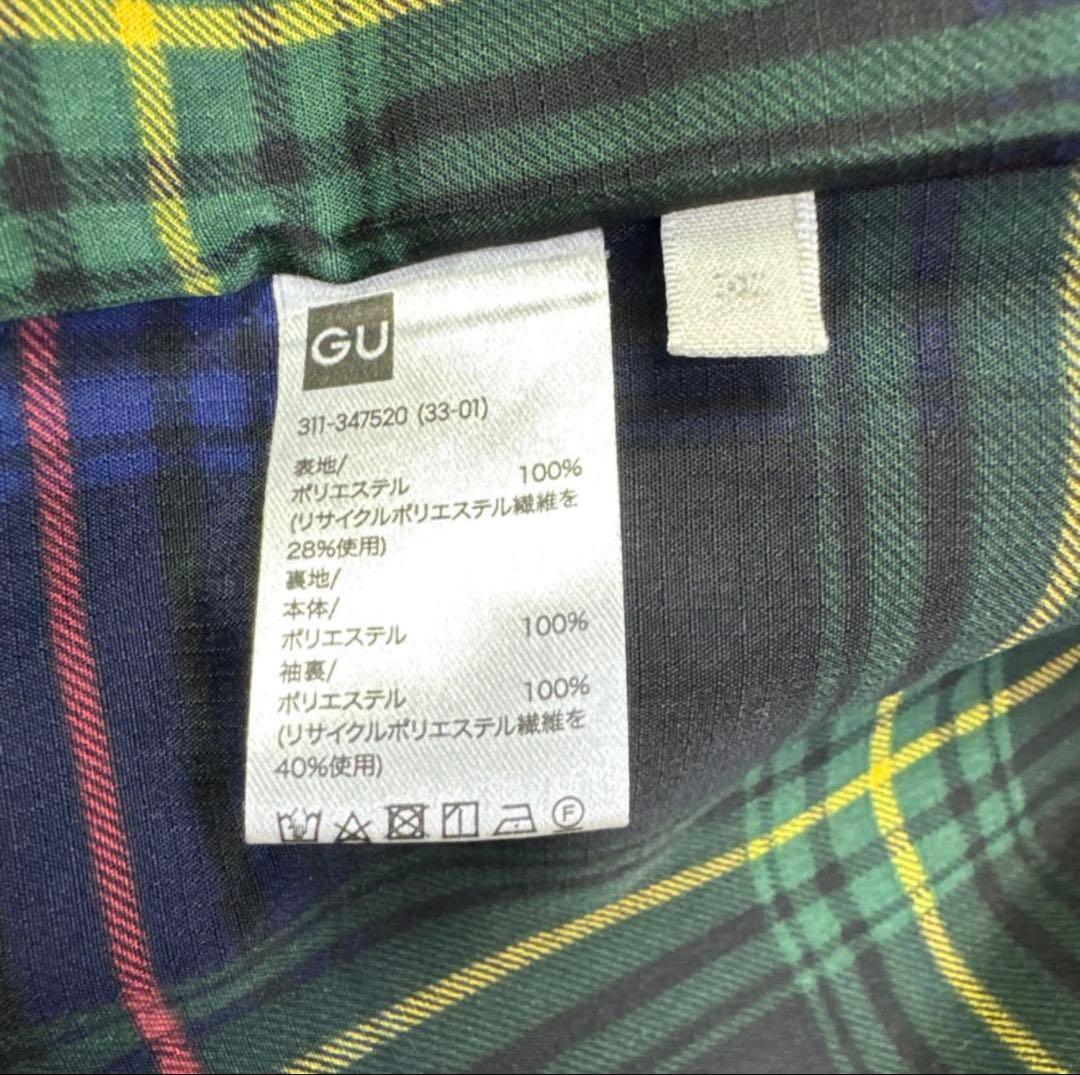 GU
311-347520 (33-01)
表地/
ポリエステル 100%
(リサイクルポリエステル繊維を
28%使用)
裏地/
本体/
ポリエステル 100%
袖裏/
ポリエステル 100%
(リサイクルポリエステル繊維を
40%使用)
F